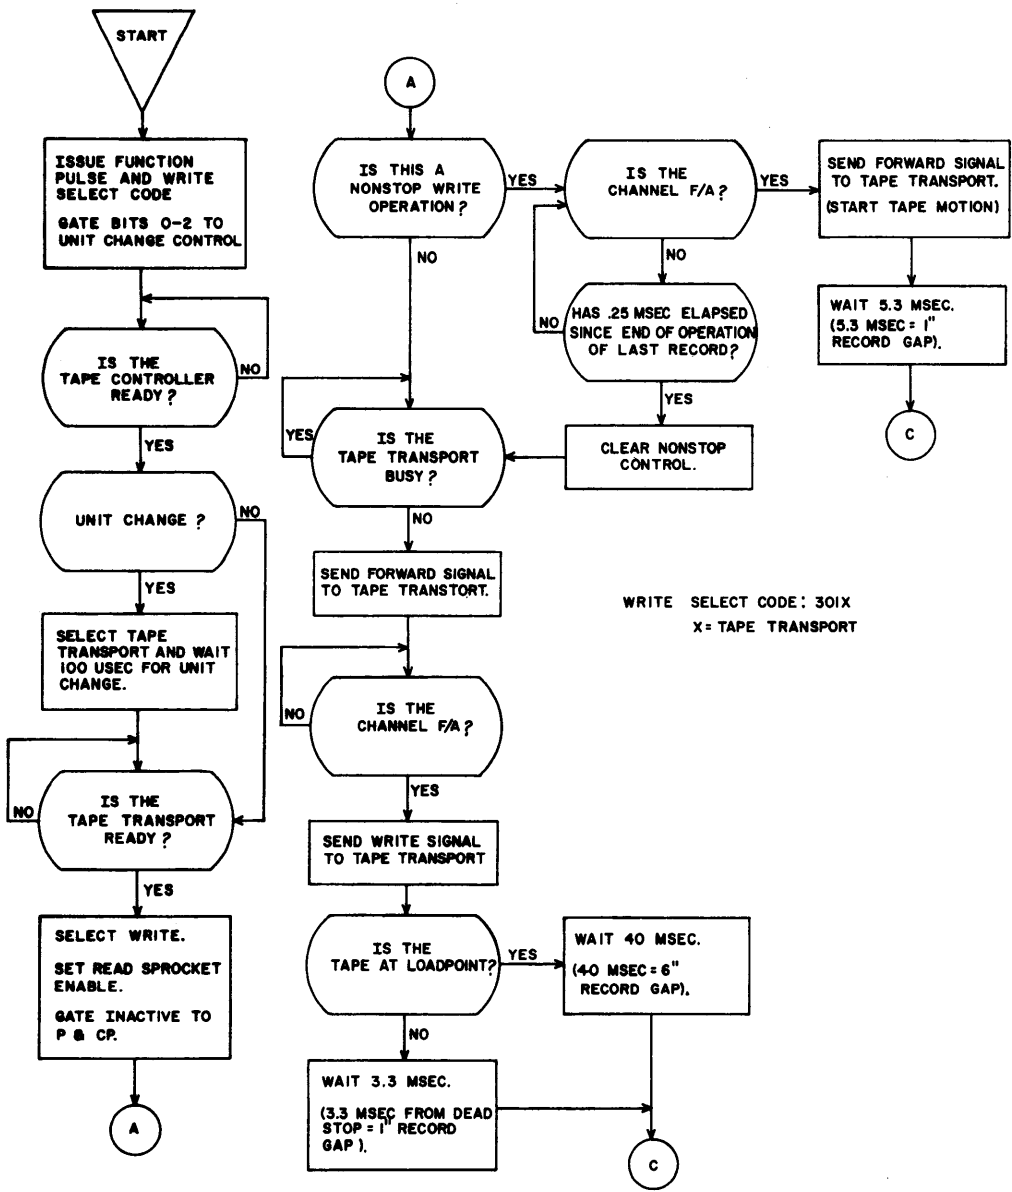 START
ISSUE FUNCTION
PULSE AND WRITE
SELECT CODE
GATE BITS 0-2 TO
UNIT CHANGE CONTROL
IS THE
TAPE CONTROLLER
READY?
NO
YES
UNIT CHANGE ?
NO
YES
SELECT TAPE
TRANSPORT AND WAIT
100 USEC FOR UNIT
CHANGE.
IS THE
TAPE TRANSPORT
READY?
NO
YES
SELECT WRITE.
SET READ SPROCKET
ENABLE.
GATE INACTIVE TO
P & CP.
A
A
IS THIS A
NONSTOP WRITE
OPERATION?
YES
NO
IS THE
CHANNEL F/A?
YES
NO
HAS .25 MSEC ELAPSED
SINCE END OF OPERATION
OF LAST RECORD?
NO
YES
CLEAR NONSTOP
CONTROL.
SEND FORWARD SIGNAL
TO TAPE TRANSPORT.
(START TAPE MOTION)
WAIT 5.3 MSEC.
(5.3 MSEC = 1"
RECORD GAP).
C
IS THE
TAPE TRANSPORT
BUSY?
YES
NO
SEND FORWARD SIGNAL
TO TAPE TRANSTORT.
IS THE
CHANNEL F/A?
NO
YES
SEND WRITE SIGNAL
TO TAPE TRANSPORT
IS THE
TAPE AT LOADPOINT?
YES
NO
WAIT 40 MSEC.
(40 MSEC = 6"
RECORD GAP).
WAIT 3.3 MSEC.
(3.3 MSEC FROM DEAD
STOP = 1" RECORD
GAP ).
C
WRITE SELECT CODE: 301X
X = TAPE TRANSPORT